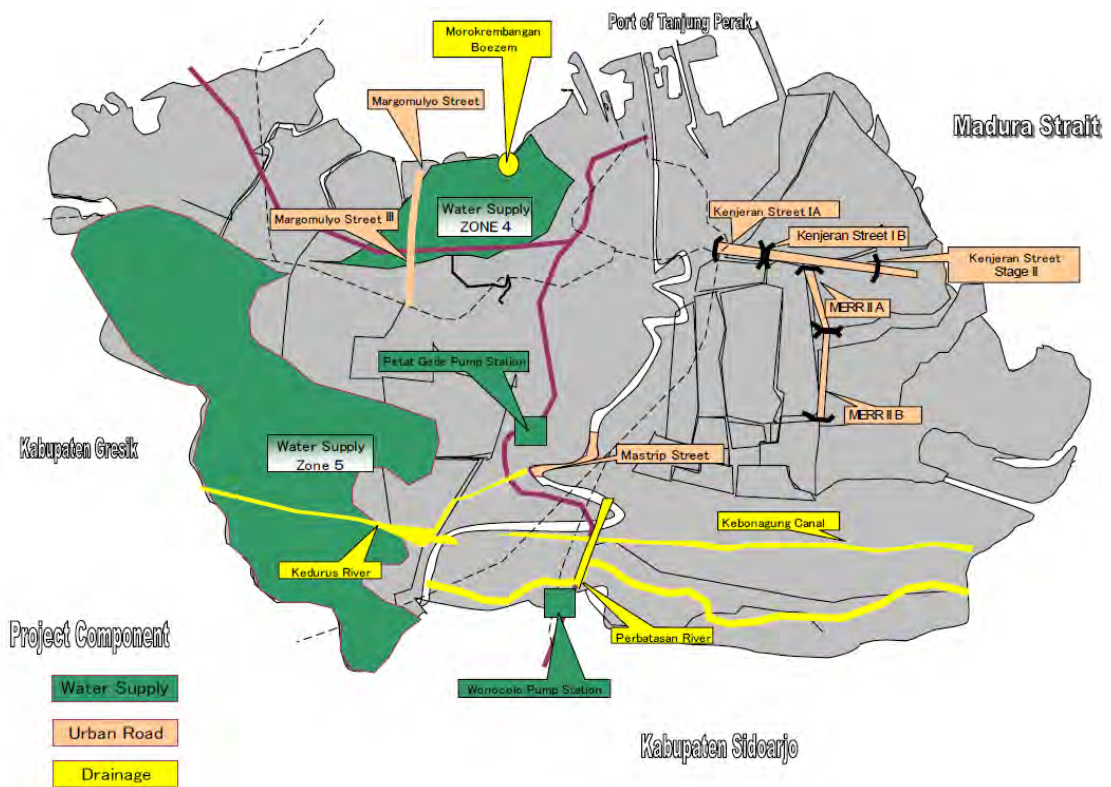 Port of Tanjung Perak
Morokrembangan
Boezem
Margomulyo Street
Madura Strait
Water Supply
ZONE 4
Margomulyo Street III
Kenjeran Street IA
Kenjeran Street I B
Kenjeran Street
Stage II
MERR II A
Petat Gede Pump Station
MERR II B
Kabupaten Gresik
Water Supply
Zone 5
Mastrip Street
Kebonagung Canal
Kedurus River
Perbatasan River
Project Component
Wonocolo Pump Station
Water Supply
Urban Road
Kabupaten Sidoarjo
Drainage